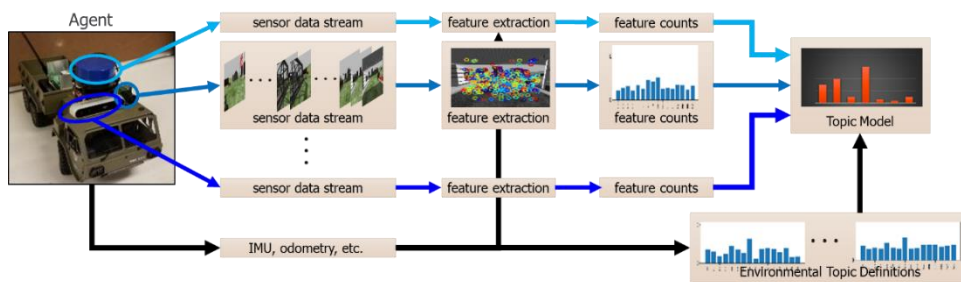 Agent
sensor data stream
feature extraction
feature counts
sensor data stream
feature extraction
feature counts
Topic Model
sensor data stream
feature extraction
feature counts
IMU, odometry, etc.
Environmental Topic Definitions